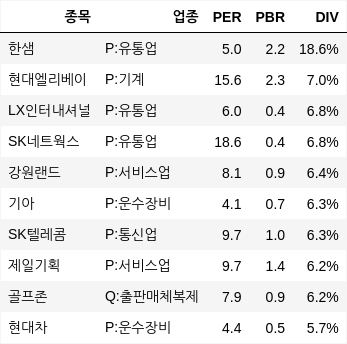 종목 업종 PER PBR DIV
한샘 P:유통업 5.0 2.2 18.6%
현대엘리베이 P:기계 15.6 2.3 7.0%
LX인터내셔널 P:유통업 6.0 0.4 6.8%
SK네트웍스 P:유통업 18.6 0.4 6.8%
강원랜드 P:서비스업 8.1 0.9 6.4%
기아 P:운수장비 4.1 0.7 6.3%
SK텔레콤 P:통신업 9.7 1.0 6.3%
제일기획 P:서비스업 9.7 1.4 6.2%
골프존 Q:출판매체복제 7.9 0.9 6.2%
현대차 P:운수장비 4.4 0.5 5.7%